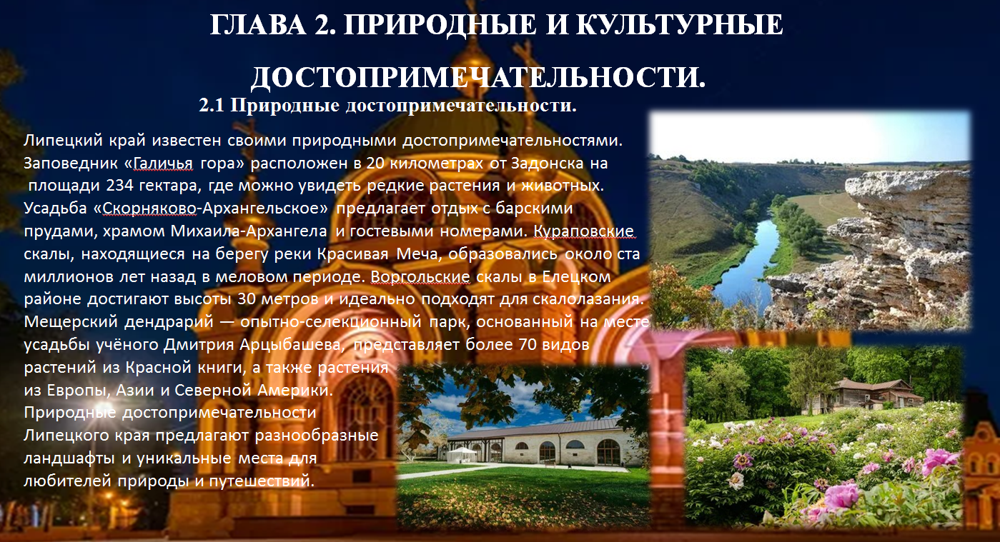 ГЛАВА 2. ПРИРОДНЫЕ И КУЛЬТУРНЫЕ
ДОСТОПРИМЕЧАТЕЛЬНОСТИ.
2.1 Природные достопримечательности.
Липецкий край известен своими природными достопримечательностями.
Заповедник «Галичья гора» расположен в 20 километрах от Задонска на
площади 234 гектара, где можно увидеть редкие растения и животных.
Усадьба «Скорняково-Архангельское» предлагает отдых с барскими
прудами, храмом Михаила-Архангела и гостевыми номерами. Кураповские
скалы, находящиеся на берегу реки Красивая Меча, образовались около ста
миллионов лет назад в меловом периоде. Воргольские скалы в Елецком
районе достигают высоты 30 метров и идеально подходят для скалолазания.
Мещерский дендрарий — опытно-селекционный парк, основанный на месте
усадьбы учёного Дмитрия Арцыбашева, представляет более 70 видов
растений из Красной книги, а также растения
из Европы, Азии и Северной Америки.
Природные достопримечательности
Липецкого края предлагают разнообразные
ландшафты и уникальные места для
любителей природы и путешествий.